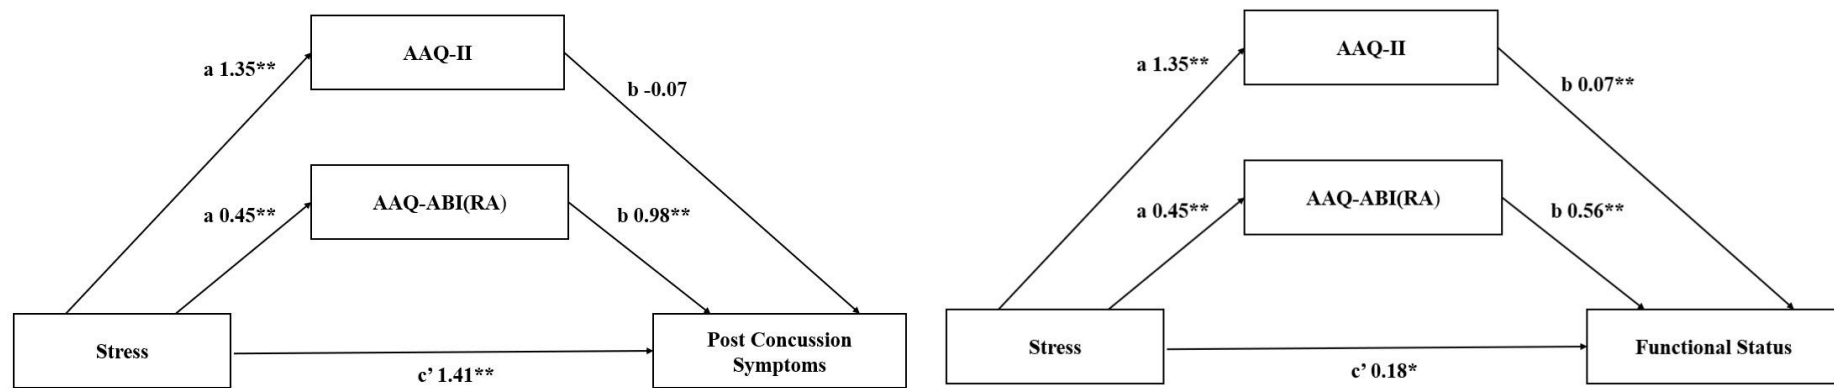 AAQ-II
a 1.35**
b -0.07
AAQ-ABI(RA)
a 0.45**
b 0.98**
Stress
Post Concussion
Symptoms
c’ 1.41**
AAQ-II
a 1.35**
b 0.07**
AAQ-ABI(RA)
a 0.45**
b 0.56**
Stress
Functional Status
c’ 0.18*